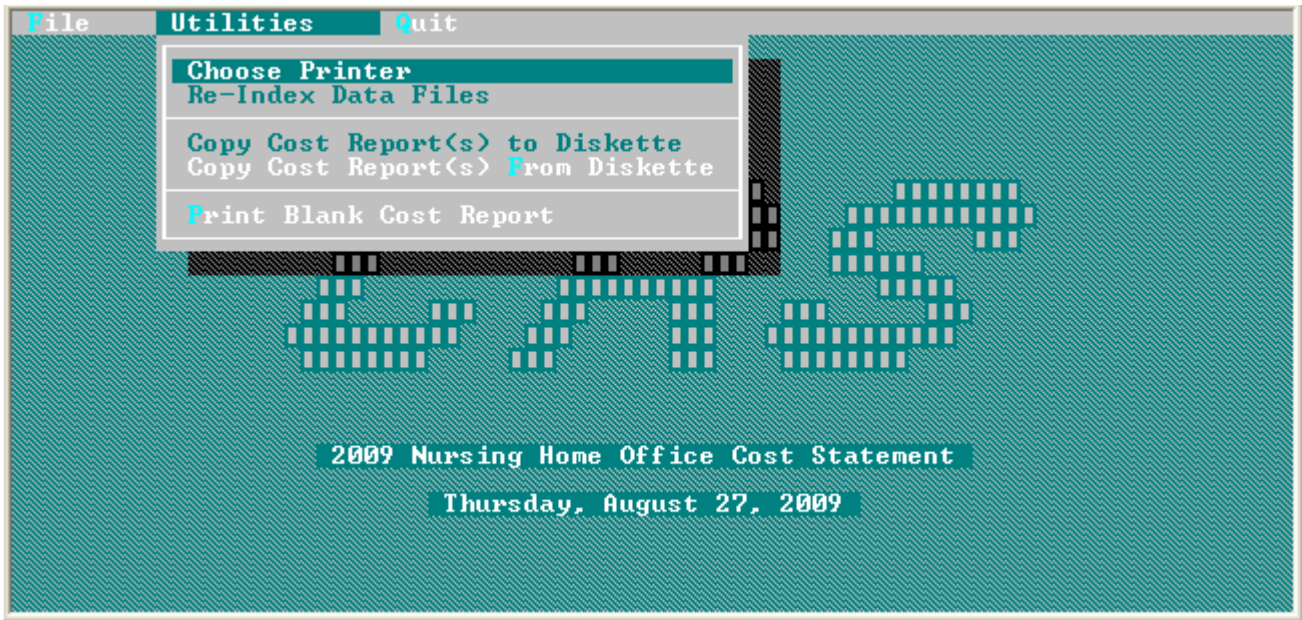 File Utilities Quit
Choose Printer
Re-Index Data Files
Copy Cost Report(s) to Diskette
Copy Cost Report(s) From Diskette
Print Blank Cost Report
2009 Nursing Home Office Cost Statement
Thursday, August 27, 2009